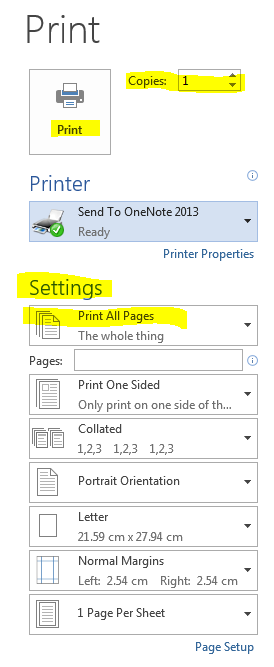 Print
Copies: 1
Print
Printer
Send To OneNote 2013
Ready
Printer Properties
Settings
Print All Pages
The whole thing
Pages:
Print One Sided
Only print on one side of th...
Collated
1,2,3 1,2,3 1,2,3
Portrait Orientation
Letter
21.59 cm x 27.94 cm
Normal Margins
Left: 2.54 cm Right: 2.54 cm
1 Page Per Sheet
Page Setup